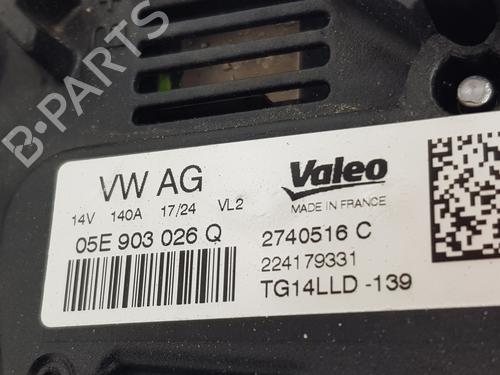 B-PARTS
VW AG
14V 140A 17/24 VL2
05E 903 026 Q
Valeo
MADE IN FRANCE
2740516 C
224179331
TG14LLD -139